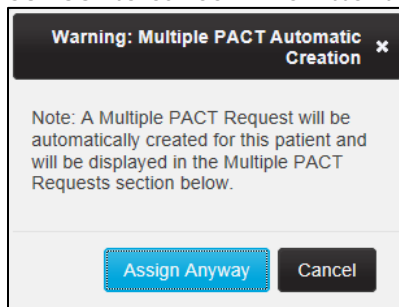 Warning: Multiple PACT Automatic
Creation ×
Note: A Multiple PACT Request will be
automatically created for this patient and
will be displayed in the Multiple PACT
Requests section below.
Assign Anyway Cancel